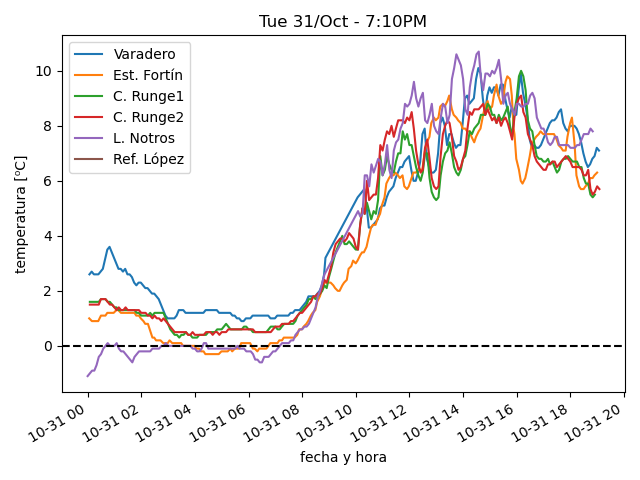 Tue 31/Oct - 7:10PM
Varadero
Est. Fortín
C. Runge1
C. Runge2
L. Notros
Ref. López
temperatura [ºC]
10
8
6
4
2
0
10-31 00
10-31 02
10-31 04
10-31 06
10-31 08
10-31 10
10-31 12
10-31 14
10-31 16
10-31 18
10-31 20
fecha y hora